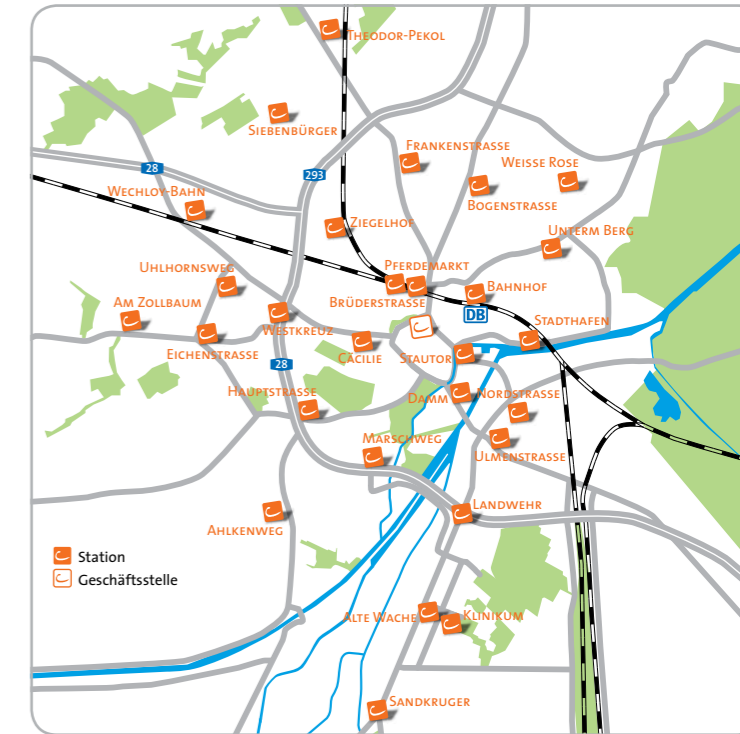 Theodor-Pekol
Siebenbürger
Frankenstrasse
Weisse Rose
28
293
Wechloy-Bahn
Bogenstrasse
Ziegelhof
Unterm Berg
Uhlhornsweg
Pferdemarkt
Bahnhof
Am Zollbaum
Brüderstrasse
DB
Stadthafen
Westkreuz
Eichenstrasse
Cäcilie
Stautor
28
Hauptstrasse
Damm
Nordstrasse
Marschweg
Ulmenstrasse
Landwehr
Ahlkenweg
Station
Geschäftsstelle
Alte Wache
Klinikum
Sandkruger